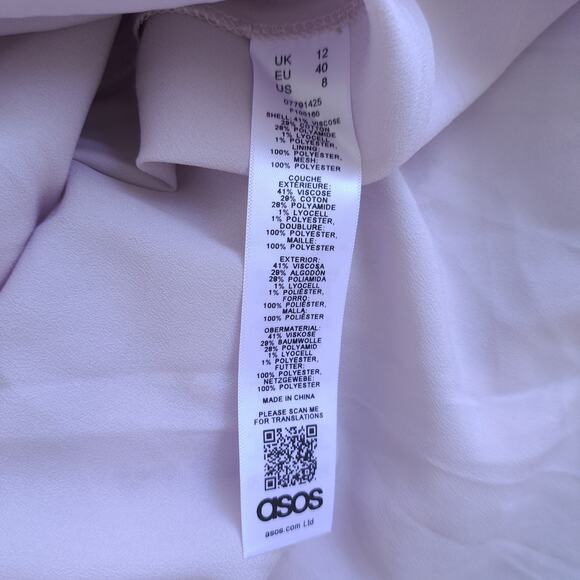 UK 12
EU 40
US 8
07791425
F100160
SHELL: 41% VISCOSE
29% COTTON
28% POLYAMIDE
1% LYOCELL
1% POLYESTER,
LINING:
100% POLYESTER,
MESH:
100% POLYESTER
COUCHE
EXTÉRIEURE:
41% VISCOSE
29% COTON
28% POLYAMIDE
1% LYOCELL
1% POLYESTER,
DOUBLURE:
100% POLYESTER,
MAILLE:
100% POLYESTER
EXTERIOR:
41% VISCOSA
29% ALGODÓN
28% POLIAMIDA
1% LYOCELL
1% POLIÉSTER,
FORRO:
100% POLIÉSTER,
MALLA:
100% POLIÉSTER
OBERMATERIAL:
41% VISKOSE
29% BAUMWOLLE
28% POLYAMID
1% LYOCELL
1% POLYESTER,
FUTTER:
100% POLYESTER,
NETZGEWEBE:
100% POLYESTER
MADE IN CHINA
PLEASE SCAN ME
FOR TRANSLATIONS
asos
asos.com Ltd